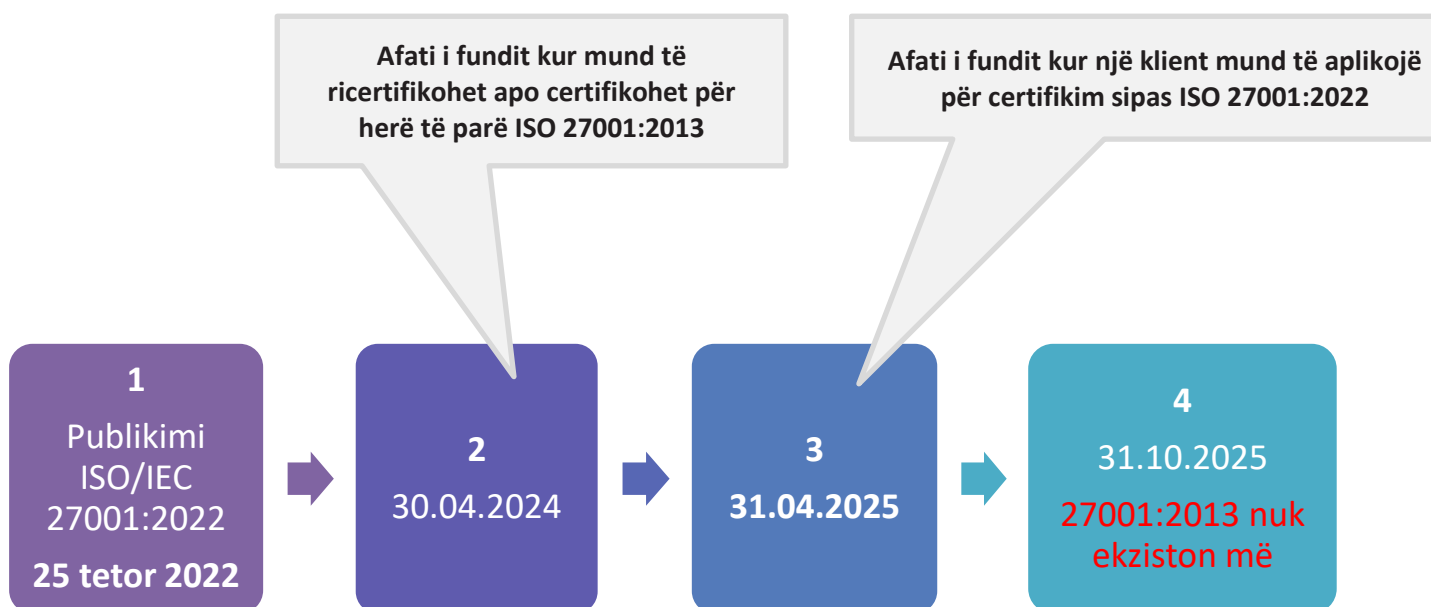 Afati i fundit kur mund të
ricertifikohet apo certifikohet për
herë të parë ISO 27001:2013
Afati i fundit kur një klient mund të aplikojë
për certifikim sipas ISO 27001:2022
1
Publikimi
ISO/IEC
27001:2022
25 tetor 2022
2
30.04.2024
3
31.04.2025
4
31.10.2025
27001:2013 nuk
ekziston më